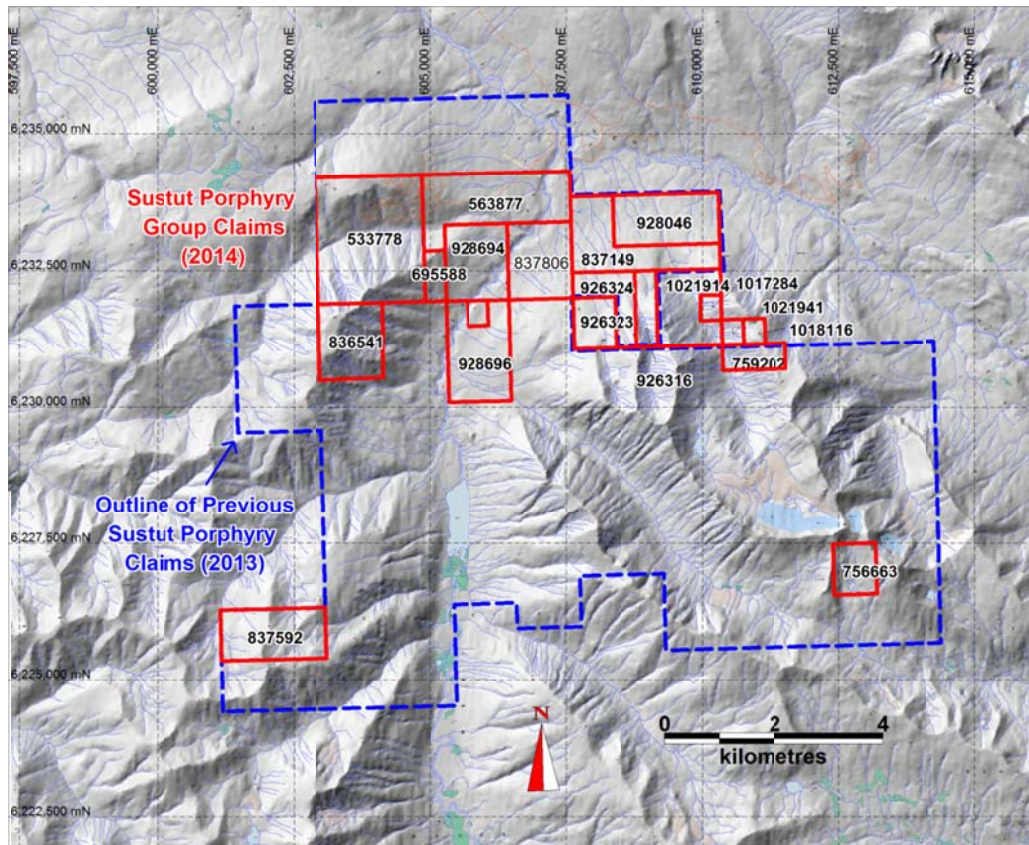 597,500 mE
600,000 mE
602,500 mE
605,000 mE
607,500 mE
610,000 mE
612,500 mE
615,000 mE
6,235,000 mN
Sustut Porphyry
Group Claims
(2014)
563877
533778
928694
695588
837806
928046
837149
926324
1021914
1017284
1021941
1018116
926323
759202
926316
836541
928696
6,232,500 mN
6,230,000 mN
Outline of Previous
Sustut Porphyry
Claims (2013)
6,227,500 mN
756663
837592
6,225,000 mN
N
0 2 4
kilometres
6,222,500 mN